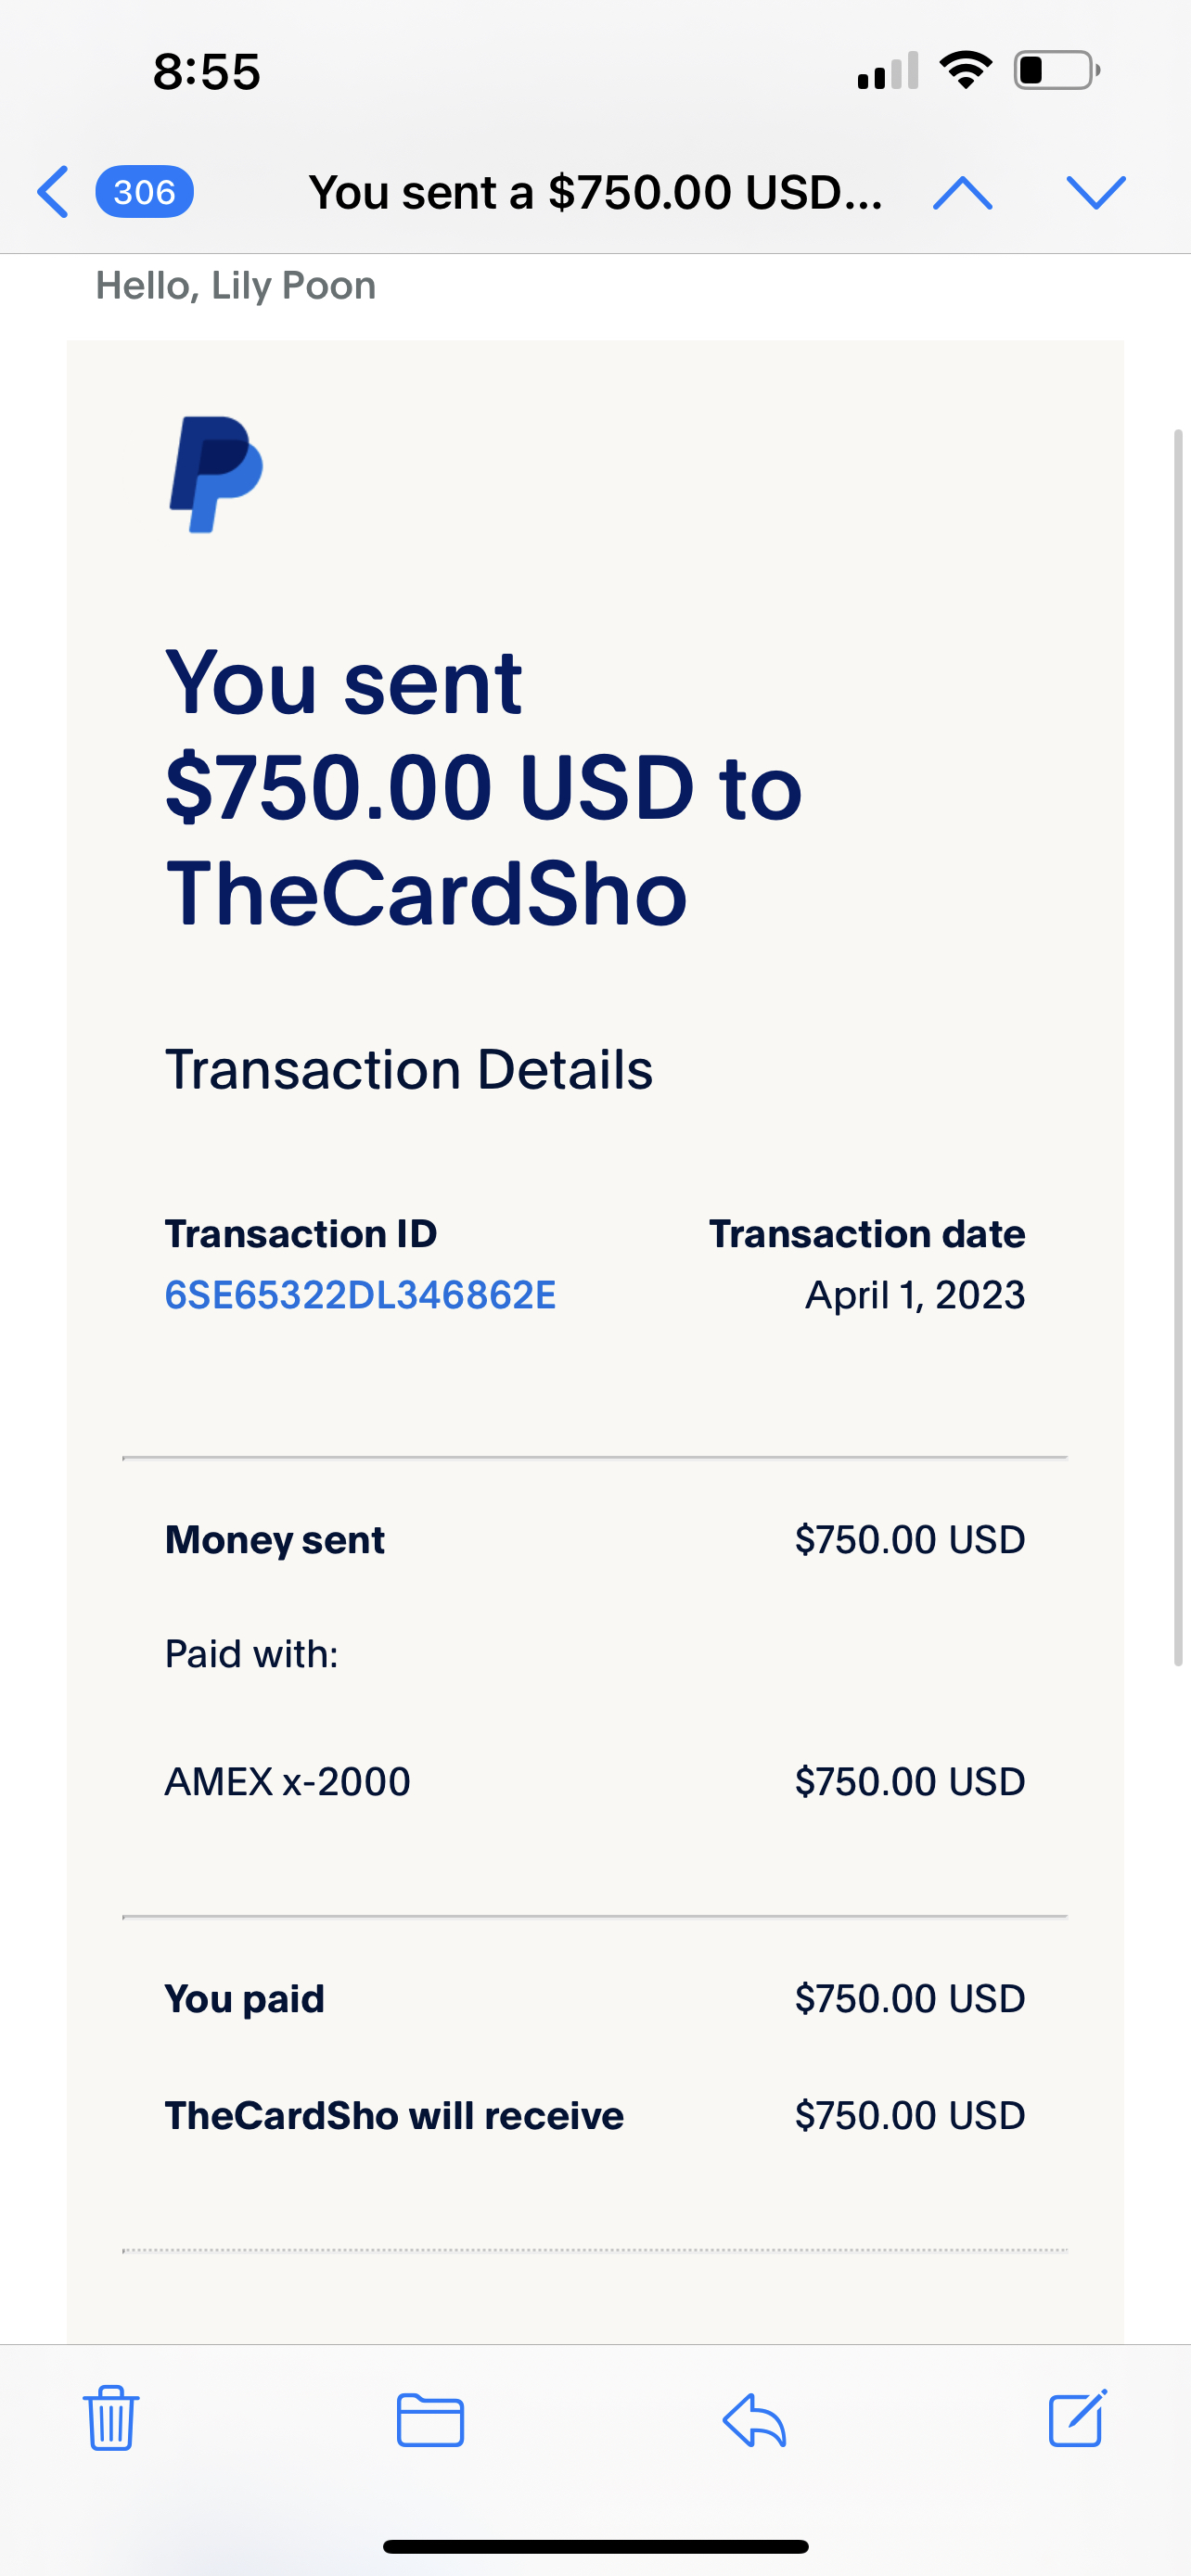 8:55
306
You sent a $750.00 USD...
Hello, Lily Poon
You sent
$750.00 USD to
TheCardSho
Transaction Details
Transaction ID Transaction date
6SE65322DL346862E April 1, 2023
Money sent $750.00 USD
Paid with:
AMEX x-2000 $750.00 USD
You paid $750.00 USD
TheCardSho will receive $750.00 USD